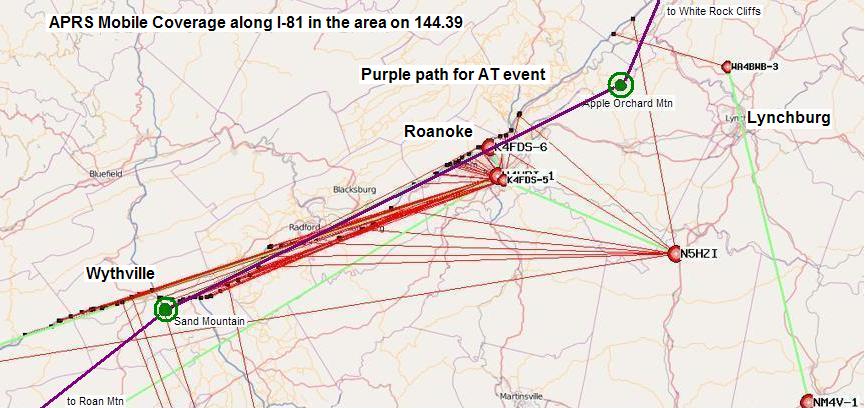 APRS Mobile Coverage along I-81 in the area on 144.39
to White Rock Cliffs
Purple path for AT event
WA4BWB-3
Apple Orchard Mtn
Lynchburg
Roanoke
K4FDS-6
K4FDS-5
Bluefield
Blacksburg
Radford
N5HZI
Wythville
Sand Mountain
Martinsville
to Roan Mtn
NM4V-1